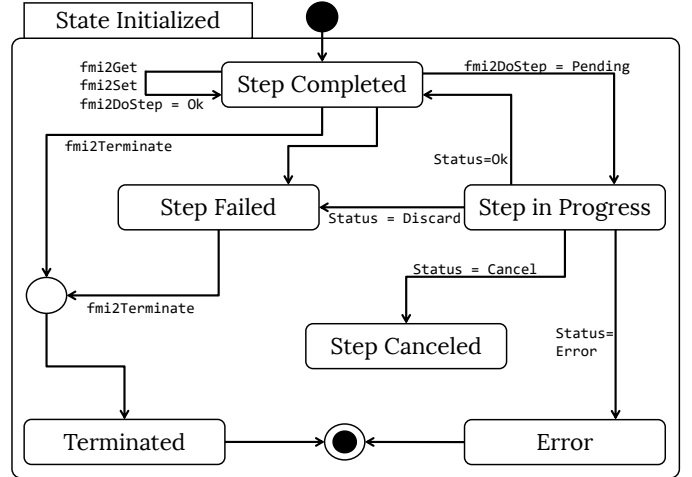 State Initialized
fmi2Get
fmi2Set
fmi2DoStep = Ok
Step Completed
fmi2DoStep = Pending
fmi2Terminate
Status=Ok
Step Failed
Status = Discard
Step in Progress
Status = Cancel
fmi2Terminate
Step Canceled
Status=
Error
Terminated
Error